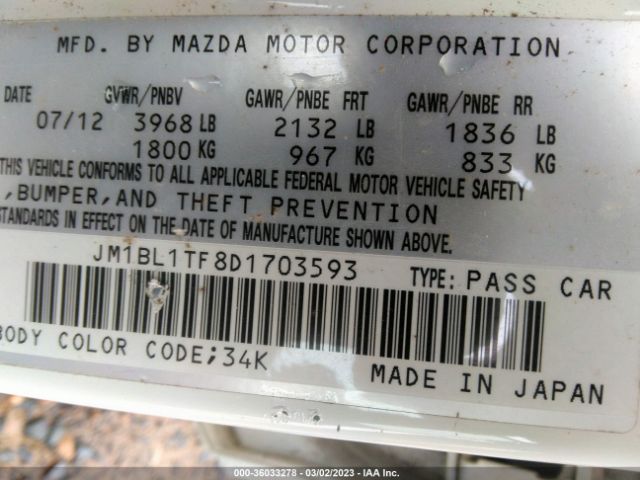 MFD. BY MAZDA MOTOR CORPORATION
DATE GVWR/PNBV GAWR/PNBE FRT GAWR/PNBE RR
07/12 3968 LB 2132 LB 1836 LB
1800 KG 967 KG 833 KG
THIS VEHICLE CONFORMS TO ALL APPLICABLE FEDERAL MOTOR VEHICLE SAFETY
,BUMPER,AND THEFT PREVENTION
STANDARDS IN EFFECT ON THE DATE OF MANUFACTURE SHOWN ABOVE.
JM1BL1TF8D1703593 TYPE: PASS CAR
BODY COLOR CODE;34K
MADE IN JAPAN
000-36033278 - 03/02/2023 - IAA Inc.